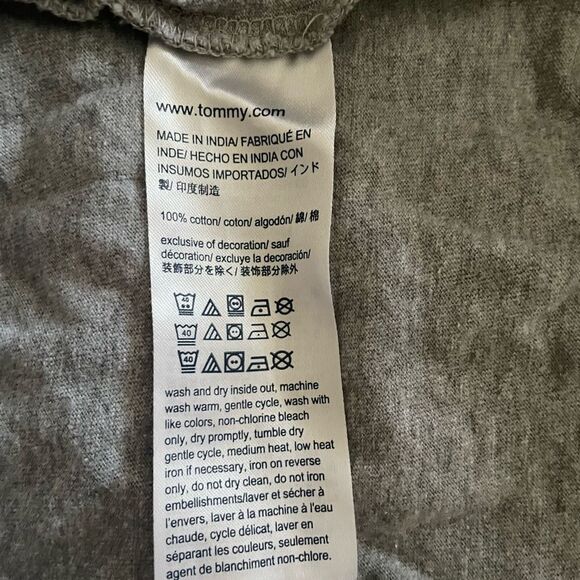 www.tommy.com
MADE IN INDIA/ FABRIQUÉ EN
INDE/ HECHO EN INDIA CON
INSUMOS IMPORTADOS/ インド
製/ 印度制造
100% cotton/ coton/ algodón/ 綿/ 棉
exclusive of decoration/ sauf
décoration/ excluye la decoración/
装飾部分を除く/ 装饰部分除外
40
40
40
wash and dry inside out, machine
wash warm, gentle cycle, wash with
like colors, non-chlorine bleach
only, dry promptly, tumble dry
gentle cycle, medium heat, low heat
iron if necessary, iron on reverse
only, do not dry clean, do not iron
embellishments/laver et sécher à
l'envers, laver à la machine à l'eau
chaude, cycle délicat, laver en
séparant les couleurs, seulement
agent de blanchiment non-chlore.